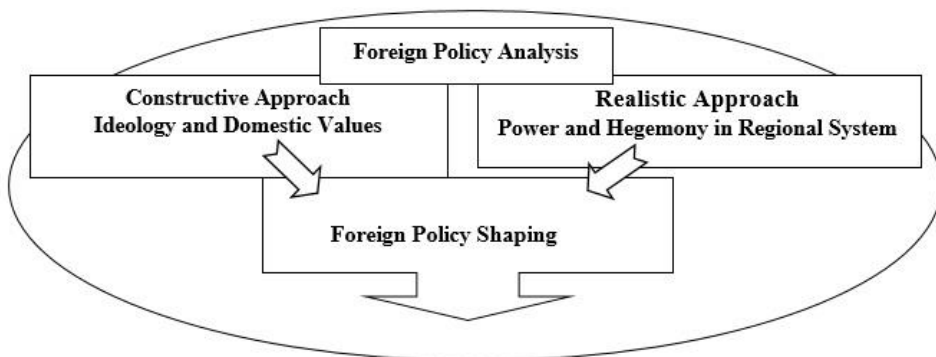 Foreign Policy Analysis
Constructive Approach
Ideology and Domestic Values
Realistic Approach
Power and Hegemony in Regional System
Foreign Policy Shaping